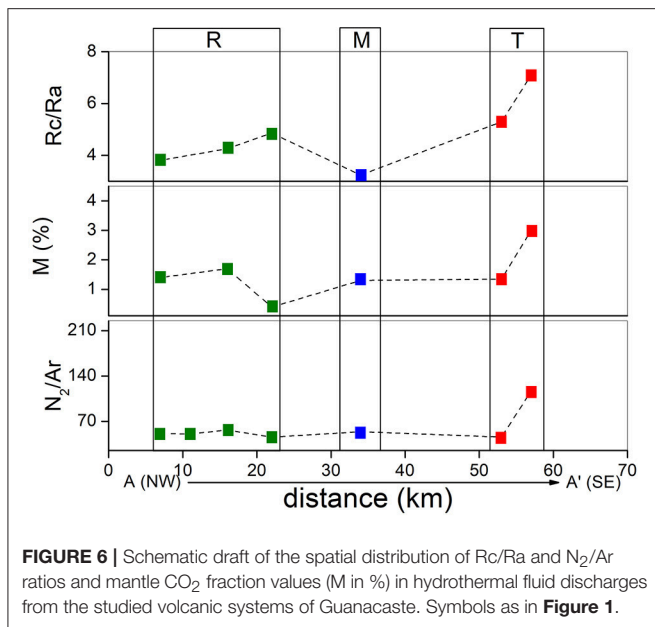 R M T
8
6
4
Rc/Ra
4
3
2
1
M (%)
210
140
70
N₂/Ar
0 10 20 30 40 50 60 70
A (NW) A' (SE)
distance (km)
FIGURE 6 | Schematic draft of the spatial distribution of Rc/Ra and N₂/Ar
ratios and mantle CO₂ fraction values (M in %) in hydrothermal fluid discharges
from the studied volcanic systems of Guanacaste. Symbols as in Figure 1.